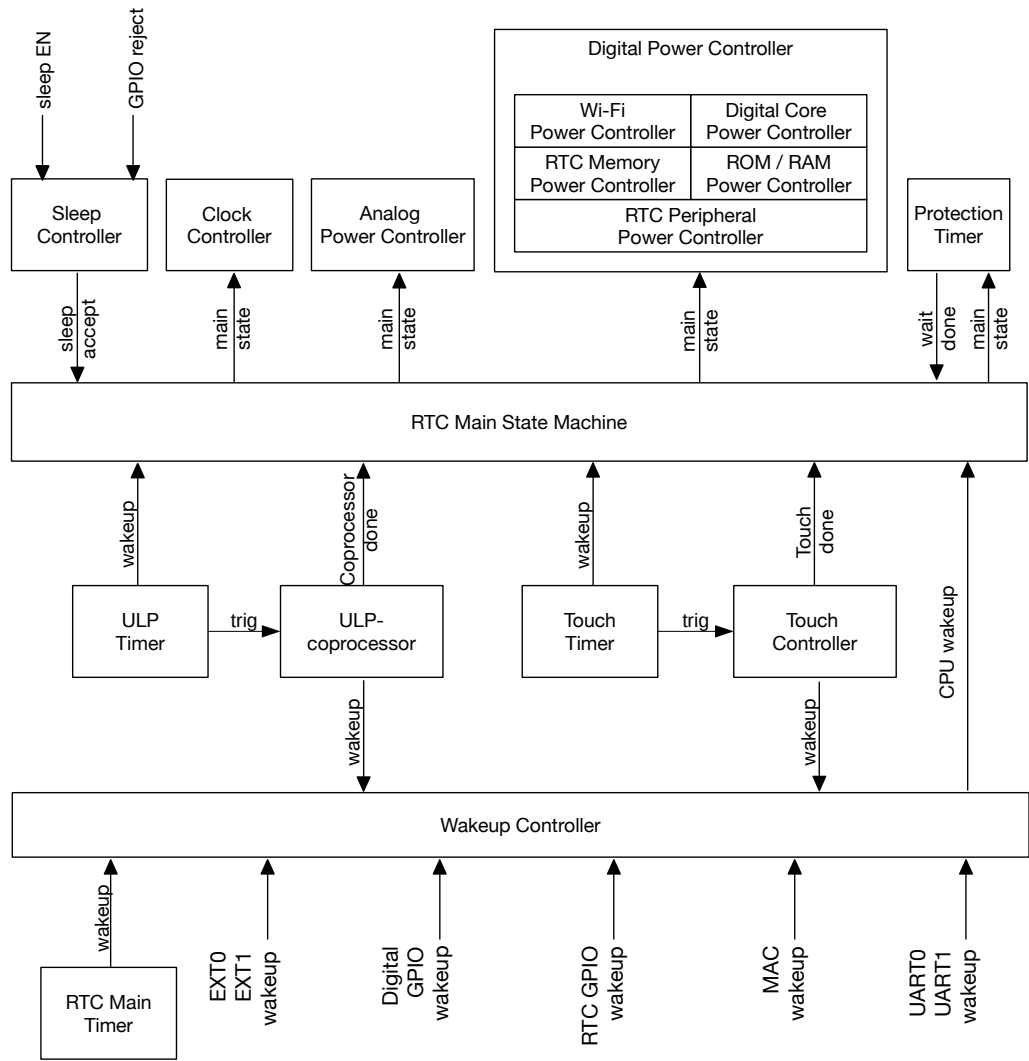 sleep EN
GPIO reject
Digital Power Controller
Wi-Fi
Power Controller
Digital Core
Power Controller
RTC Memory
Power Controller
ROM / RAM
Power Controller
RTC Peripheral
Power Controller
Sleep
Controller
Clock
Controller
Analog
Power Controller
Protection
Timer
sleep
accept
main
state
main
state
main
state
wait
done
main
state
RTC Main State Machine
wakeup
Coprocessor
done
wakeup
Touch
done
CPU wakeup
ULP
Timer
trig
ULP-
coprocessor
Touch
Timer
trig
Touch
Controller
wakeup
wakeup
Wakeup Controller
wakeup
RTC Main
Timer
EXT0
EXT1
wakeup
Digital
GPIO
wakeup
RTC GPIO
wakeup
MAC
wakeup
UART0
UART1
wakeup